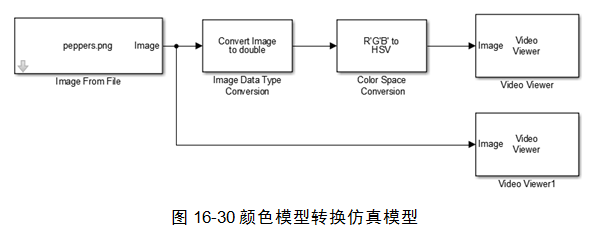 peppers.png Image
Image From File
Convert Image
to double
Image Data Type
Conversion
R'G'B' to
HSV
Color Space
Conversion
Image Video
Viewer
Video Viewer
Image Video
Viewer
Video Viewer1
图 16-30 颜色模型转换仿真模型